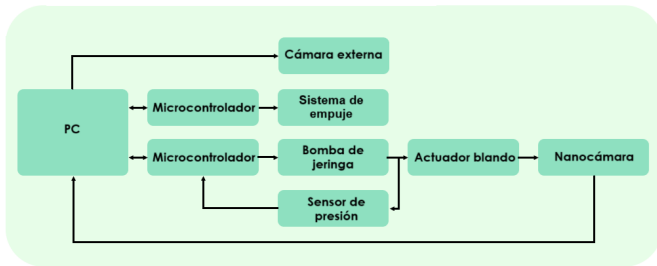 Cámara externa
PC
Microcontrolador
Sistema de
empuje
Microcontrolador
Bomba de
jeringa
Actuador blando
Nanocámara
Sensor de
presión